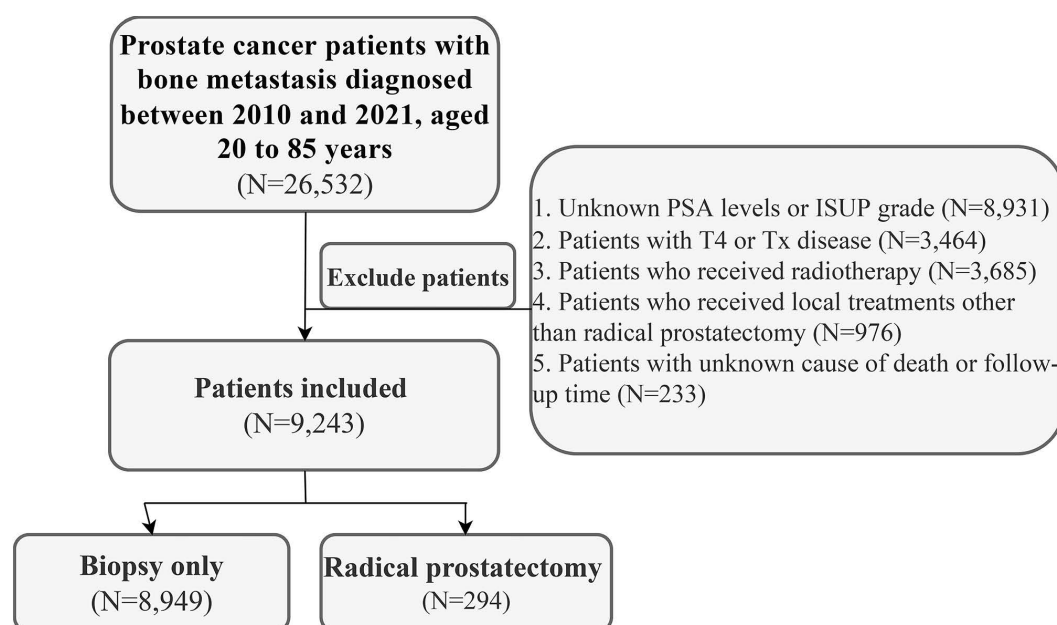 Prostate cancer patients with
bone metastasis diagnosed
between 2010 and 2021, aged
20 to 85 years
(N=26,532)
Exclude patients
1. Unknown PSA levels or ISUP grade (N=8,931)
2. Patients with T4 or Tx disease (N=3,464)
3. Patients who received radiotherapy (N=3,685)
4. Patients who received local treatments other
than radical prostatectomy (N=976)
5. Patients with unknown cause of death or follow-
up time (N=233)
Patients included
(N=9,243)
Biopsy only
(N=8,949)
Radical prostatectomy
(N=294)